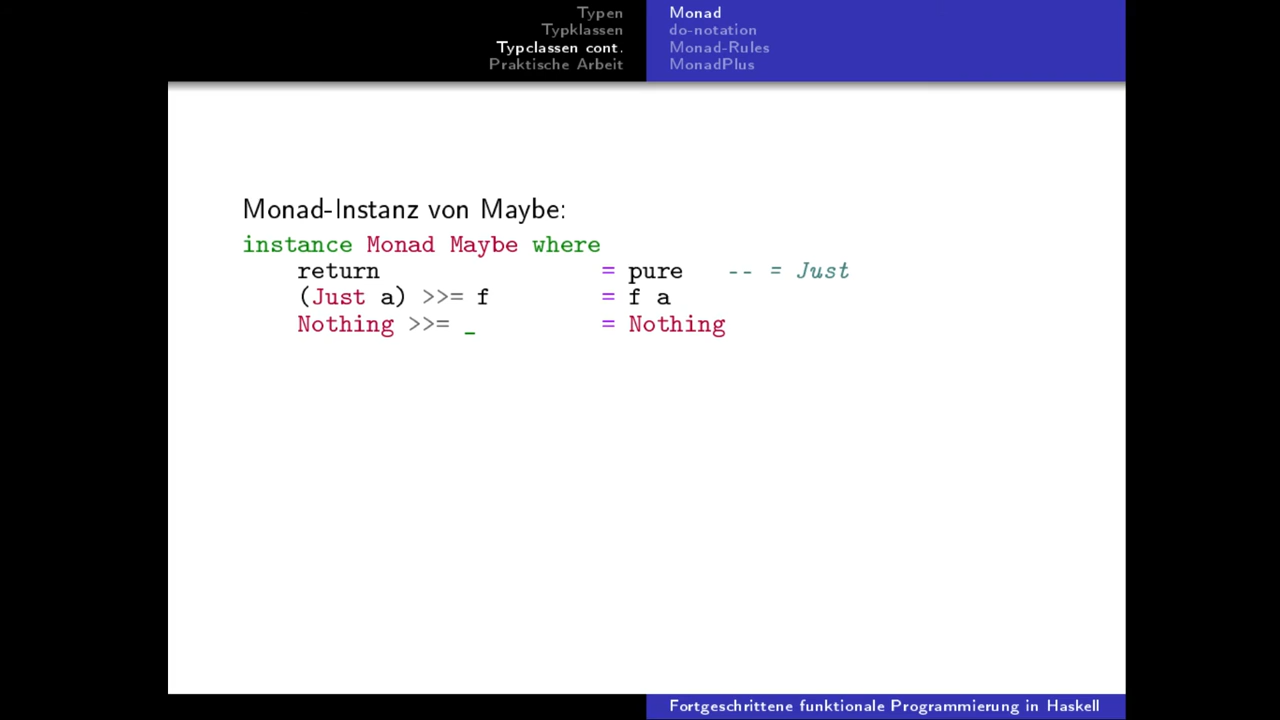 Typen
Typklassen
Typclassen cont.
Praktische Arbeit
Monad
do-notation
Monad-Rules
MonadPlus
Monad-Instanz von Maybe:
instance Monad Maybe where
    return                = pure   -- = Just
    (Just a) >>= f        = f a
    Nothing >>= _         = Nothing
Fortgeschrittene funktionale Programmierung in Haskell